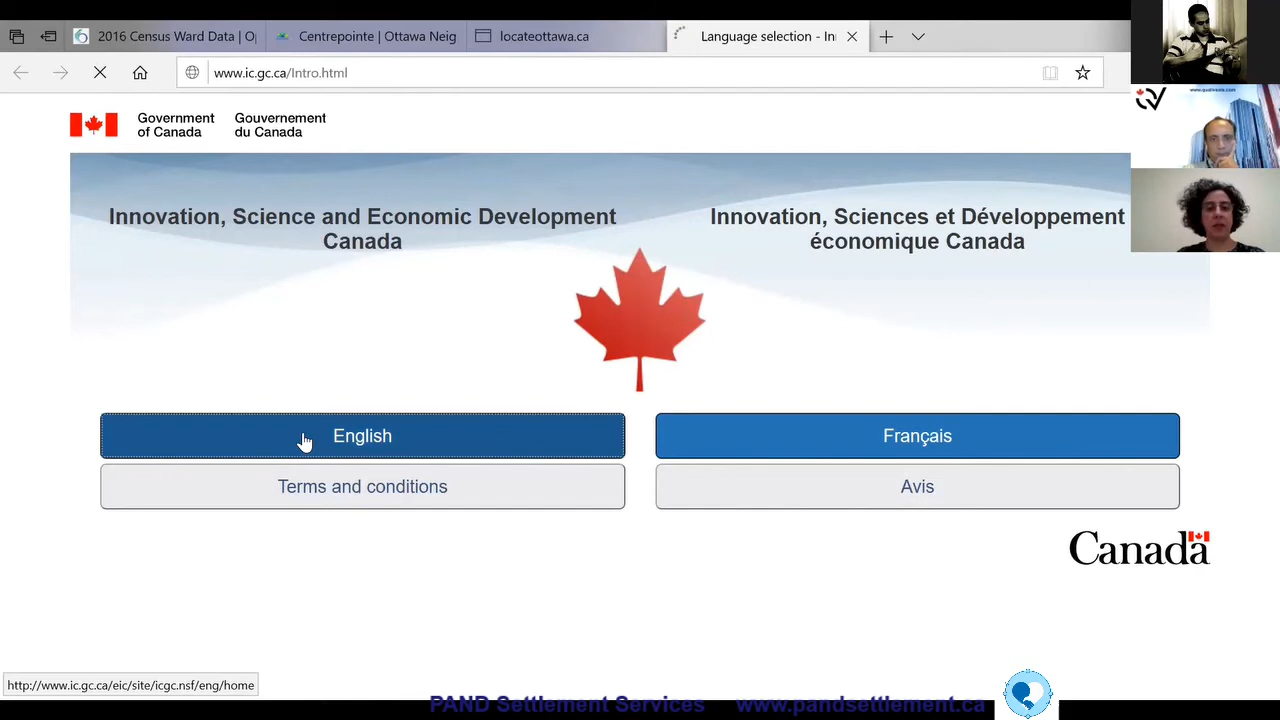 2016 Census Ward Data | O
Centrepointe | Ottawa Neig
locateottawa.ca
Language selection - In
www.ic.gc.ca/Intro.html
www.qualiveste.com
Government
of Canada
Gouvernement
du Canada
Innovation, Science and Economic Development
Canada
Innovation, Sciences et Développement
économique Canada
English
Français
Terms and conditions
Avis
Canada
http://www.ic.gc.ca/eic/site/icgc.nsf/eng/home
PAND Settlement Services www.pandsettlement.ca